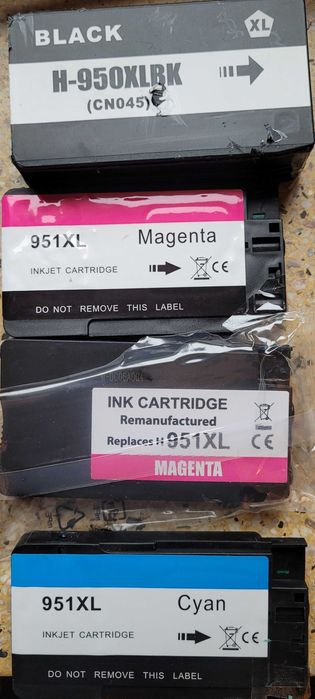 BLACK
XL
H-950XLBK
(CN045)
951XL Magenta
INKJET CARTRIDGE
CE
DO NOT REMOVE THIS LABEL
INK CARTRIDGE
Remanufactured
Replaces H 951XL
CE
MAGENTA
951XL Cyan
INKJET CARTRIDGE
CE
DO NOT REMOVE THIS LABEL